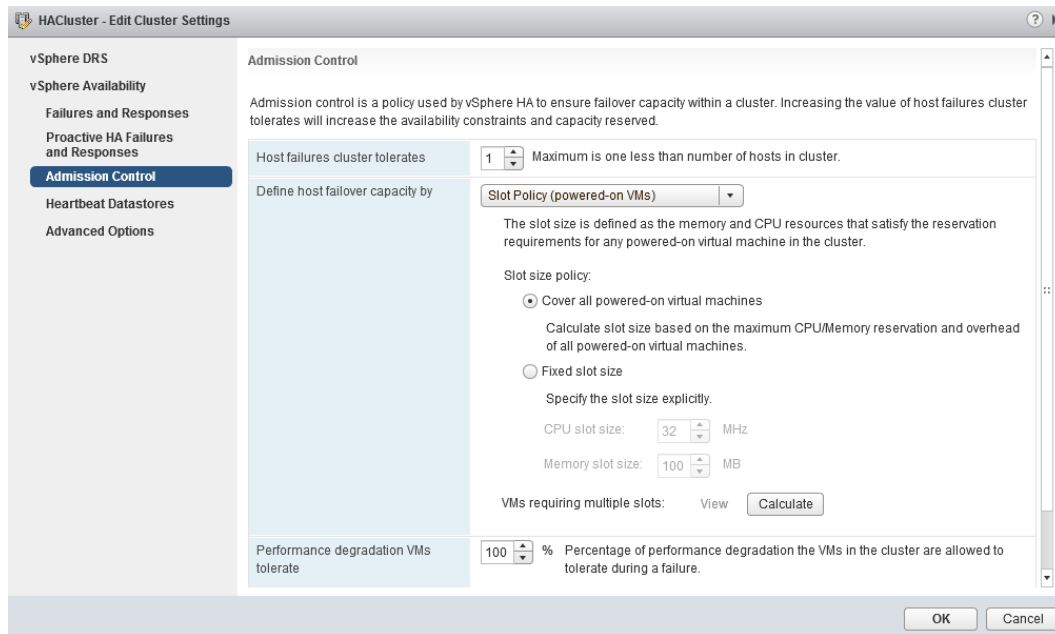 HACluster - Edit Cluster Settings
?
vSphere DRS
vSphere Availability
Failures and Responses
Proactive HA Failures
and Responses
Admission Control
Heartbeat Datastores
Advanced Options
Admission Control
Admission control is a policy used by vSphere HA to ensure failover capacity within a cluster. Increasing the value of host failures cluster
tolerates will increase the availability constraints and capacity reserved.
Host failures cluster tolerates 1 Maximum is one less than number of hosts in cluster.
Define host failover capacity by Slot Policy (powered-on VMs)
The slot size is defined as the memory and CPU resources that satisfy the reservation
requirements for any powered-on virtual machine in the cluster.
Slot size policy:
Cover all powered-on virtual machines
Calculate slot size based on the maximum CPU/Memory reservation and overhead
of all powered-on virtual machines.
Fixed slot size
Specify the slot size explicitly.
CPU slot size: 32 MHz
Memory slot size: 100 MB
VMs requiring multiple slots: View Calculate
Performance degradation VMs
tolerate
100 % Percentage of performance degradation the VMs in the cluster are allowed to
tolerate during a failure.
OK Cancel